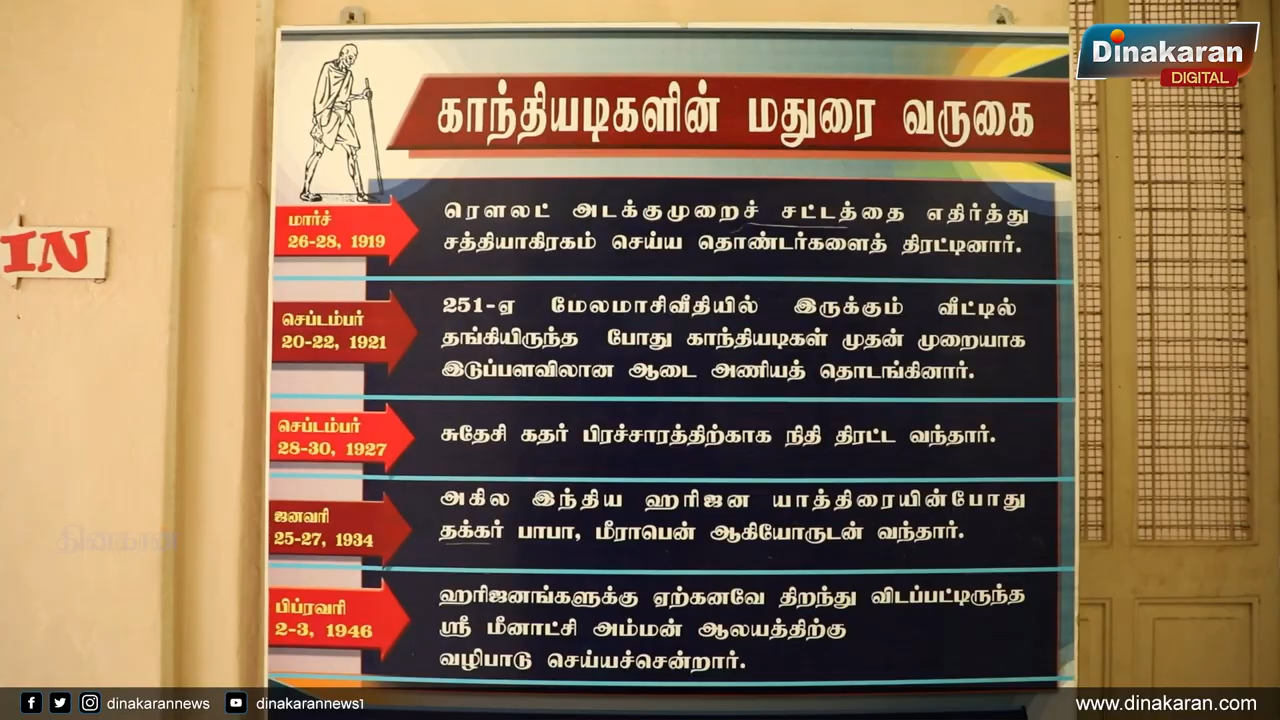 Dinakaran
DIGITAL
காந்தியடிகளின் மதுரை வருகை
IN
மார்ச்
26-28, 1919
ரௌலட் அடக்குமுறைச் சட்டத்தை எதிர்த்து
சத்தியாகிரகம் செய்ய தொண்டர்களைத் திரட்டினார்.
செப்டம்பர்
20-22, 1921
251-ஏ மேலமாசிவீதியில் இருக்கும் வீட்டில்
தங்கியிருந்த போது காந்தியடிகள் முதன் முறையாக
இடுப்பளவிலான ஆடை அணியத் தொடங்கினார்.
செப்டம்பர்
28-30, 1927
சுதேசி கதர் பிரச்சாரத்திற்காக நிதி திரட்ட வந்தார்.
ஜனவரி
25-27, 1934
அகில இந்திய ஹரிஜன யாத்திரையின்போது
தக்கர் பாபா, மீராபென் ஆகியோருடன் வந்தார்.
தினகரன்
பிப்ரவரி
2-3, 1946
ஹரிஜனங்களுக்கு ஏற்கனவே திறந்து விடப்பட்டிருந்த
ஸ்ரீ மீனாட்சி அம்மன் ஆலயத்திற்கு
வழிபாடு செய்யச்சென்றார்.
dinakarannews
dinakarannews1
www.dinakaran.com